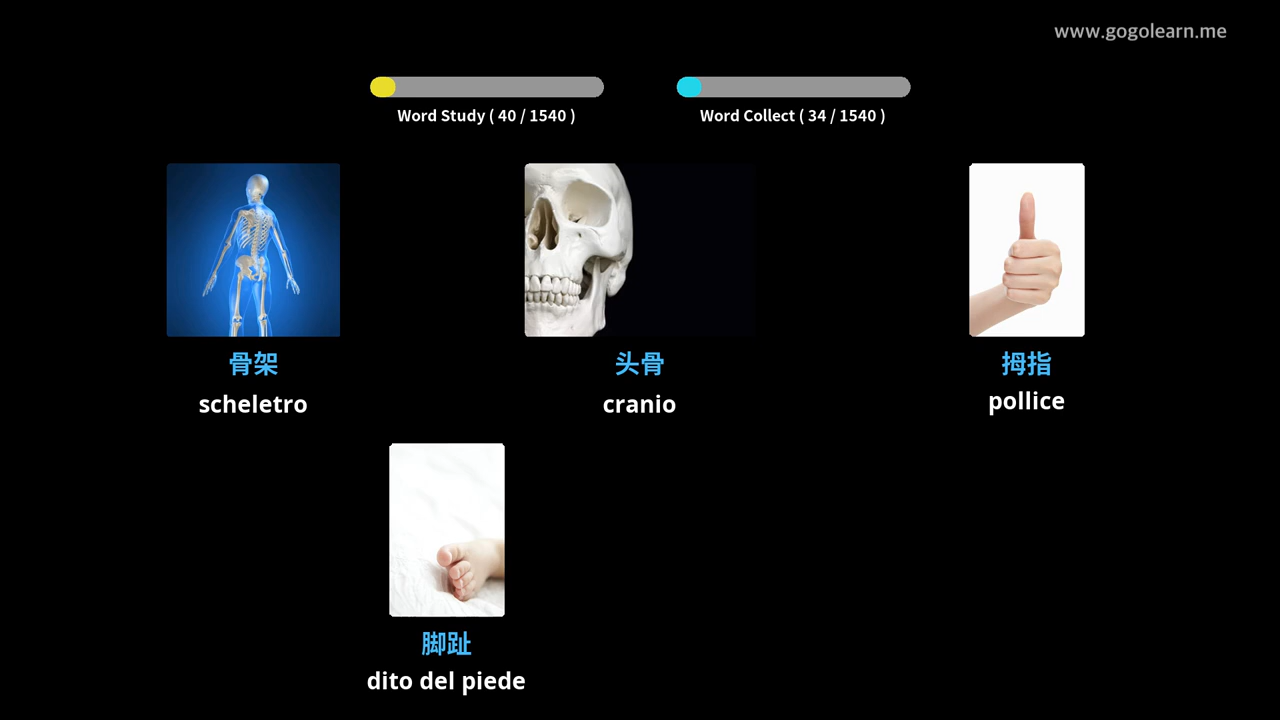 www.gogolearn.me
Word Study ( 40 / 1540 )
Word Collect ( 34 / 1540 )
骨架
头骨
拇指
scheletro
cranio
pollice
脚趾
dito del piede